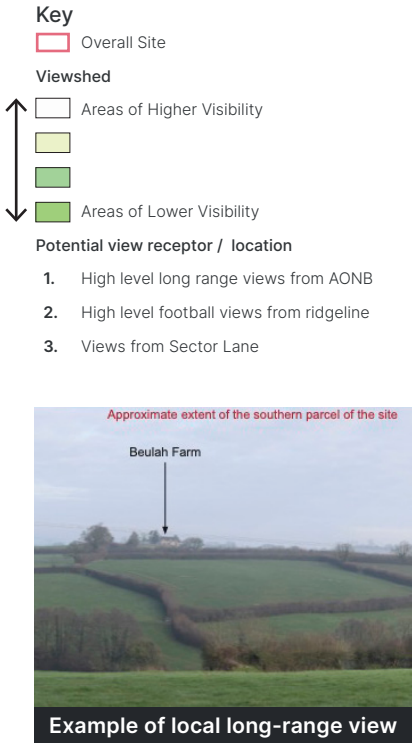 Key
Overall Site
Viewshed
Areas of Higher Visibility
Areas of Lower Visibility
Potential view receptor / location
1. High level long range views from AONB
2. High level football views from ridgeline
3. Views from Sector Lane
Approximate extent of the southern parcel of the site
Beulah Farm
Example of local long-range view